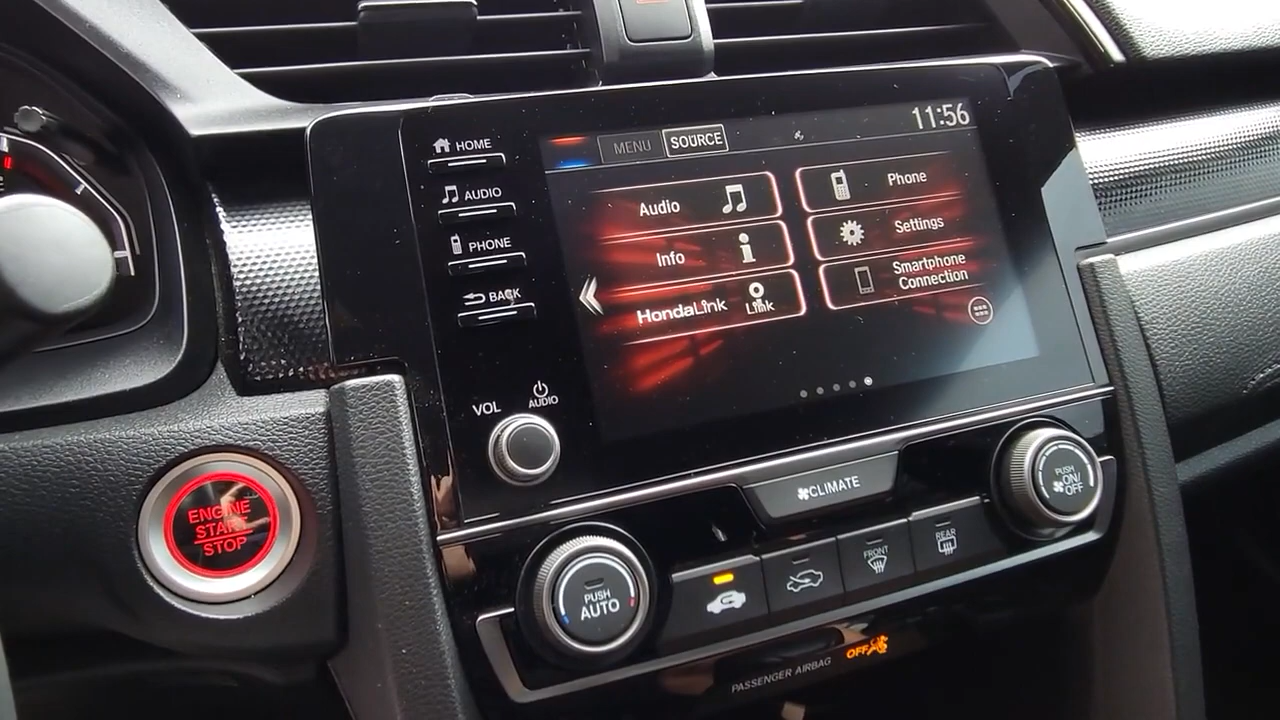 HOME
AUDIO
PHONE
BACK
VOL
AUDIO
MENU
SOURCE
11:56
Audio
Info
HondaLink
Link
Phone
Settings
Smartphone
Connection
ENGINE
START
STOP
CLIMATE
PUSH
ON/
OFF
PUSH
AUTO
FRONT
REAR
PASSENGER AIRBAG
OFF